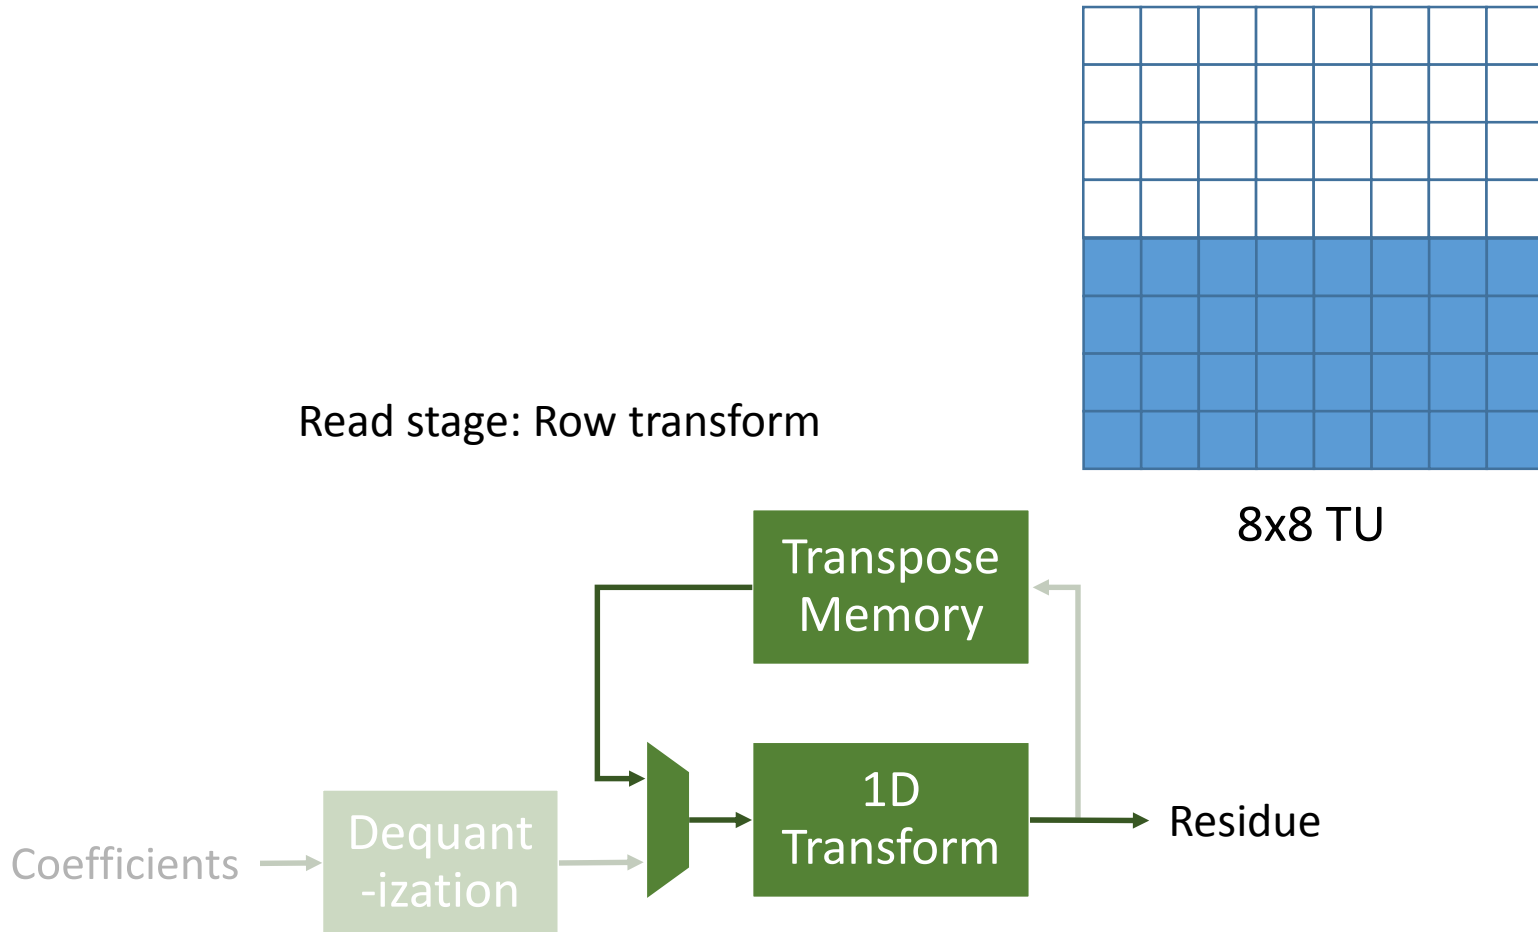 Read stage: Row transform
8x8 TU
Transpose
Memory
1D
Transform
Residue
Dequant
-ization
Coefficients